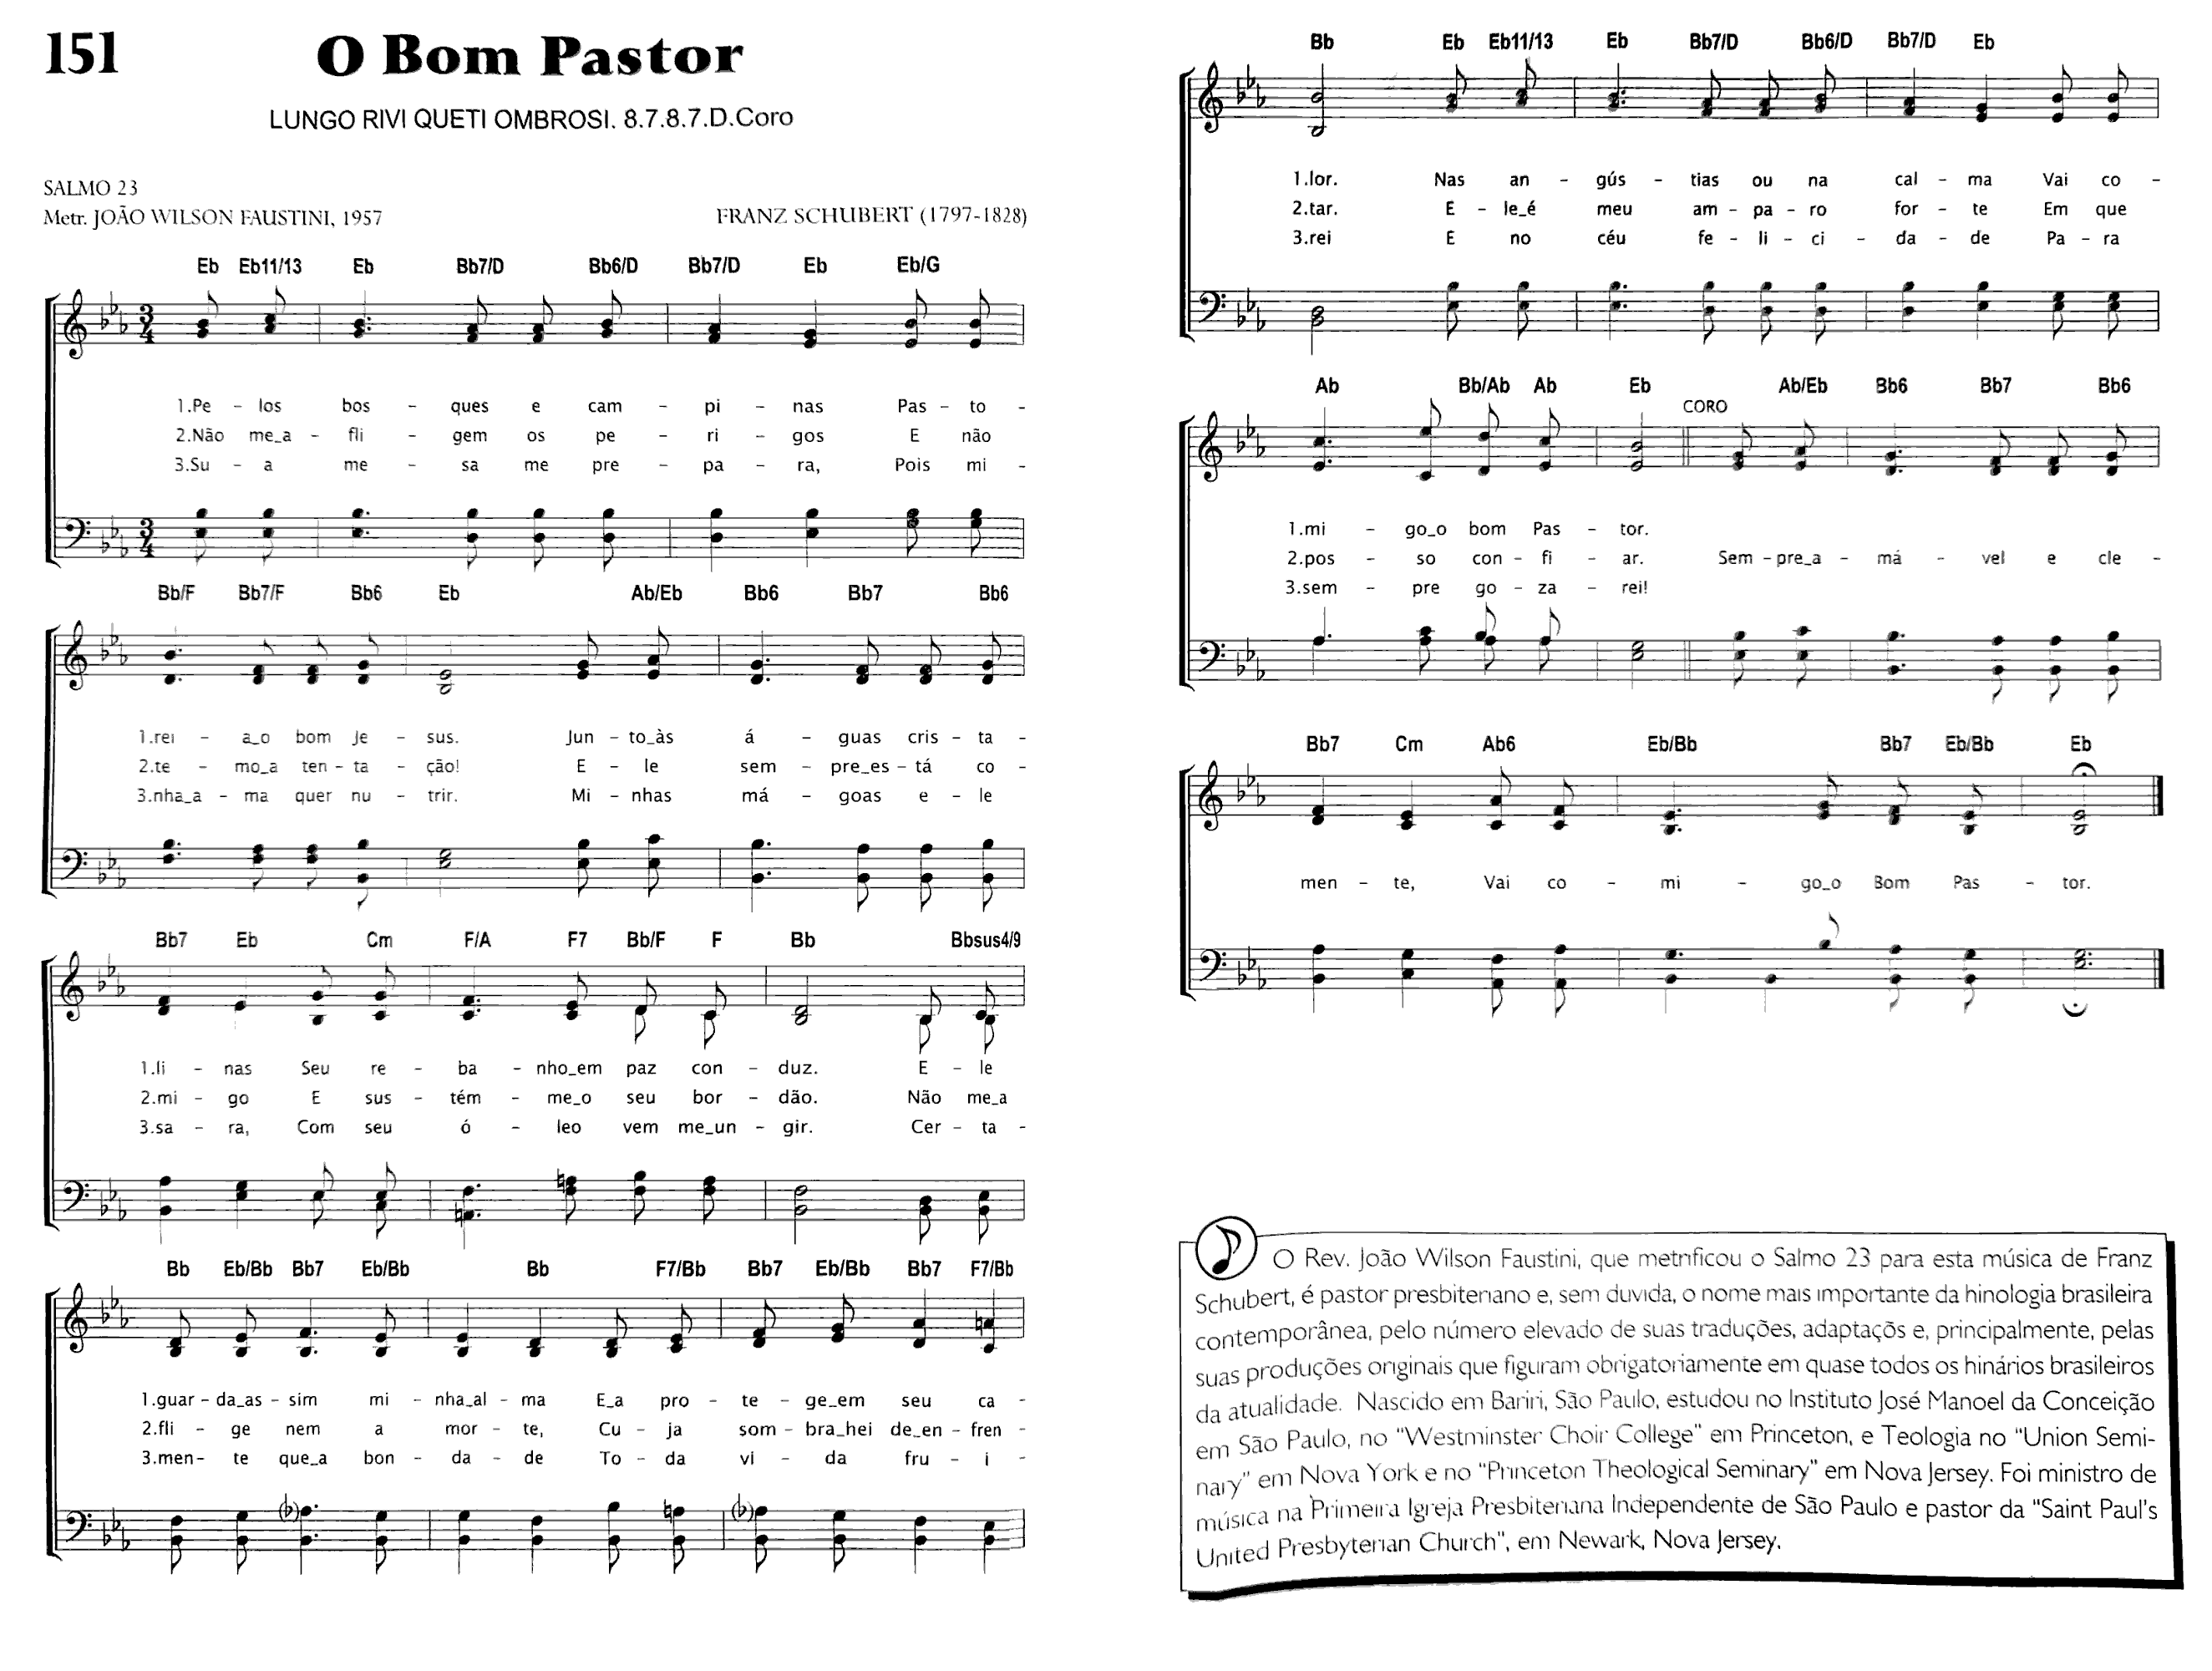 151 O Bom Pastor
LUNGO RIVI QUETI OMBROSI. 8.7.8.7.D.Coro
SALMO 23
Metr. JOÃO WILSON FAUSTINI, 1957 FRANZ SCHUBERT (1797-1828)
Eb Eb11/13 Eb Bb7/D Bb6/D Bb7/D Eb Eb/G
3 4
1.Pe - los bos - ques e cam - pi - nas Pas - to -
2.Não me_a - fli - gem os pe - ri - gos E não
3.Su - a me - sa me pre - pa - ra, Pois mi -
3 4
Bb/F Bb7/F Bb6 Eb Ab/Eb Bb6 Bb7 Bb6
1.rei - a_o bom Je - sus. Jun - to_às á - guas cris - ta -
2.te - mo_a ten - ta - ção! E - le sem - pre_es - tá co -
3.nha_a - ma quer nu - trir. Mi - nhas má - goas e - le
Bb7 Eb Cm F/A F7 Bb/F F Bb Bbsus4/9
1.li - nas Seu re - ba - nho_em paz con - duz. E - le
2.mi - go E sus - tém - me_o seu bor - dão. Não me_a
3.sa - ra, Com seu ó - leo vem me_un - gir. Cer - ta -
Bb Eb/Bb Bb7 Eb/Bb Bb F7/Bb Bb7 Eb/Bb Bb7 F7/Bb
1.guar - da_as - sim mi - nha_al - ma E_a pro - te - ge_em seu ca -
2.fli - ge nem a mor - te, Cu - ja som - bra_hei de_en - fren -
3.men - te que_a bon - da - de To - da vi - da fru - i -
Bb Eb Eb11/13 Eb Bb7/D Bb6/D Bb7/D Eb
1.lor. Nas an - gús - tias ou na cal - ma Vai co -
2.tar. E - le_é meu am - pa - ro for - te Em que
3.rei E no céu fe - li - ci - da - de Pa - ra
Ab Bb/Ab Ab Eb Ab/Eb Bb6 Bb7 Bb6
CORO
1.mi - go_o bom Pas - tor.
2.pos - so con - fi - ar. Sem - pre_a - má - vel e cle -
3.sem - pre go - za - rei!
Bb7 Cm Ab6 Eb/Bb Bb7 Eb/Bb Eb
men - te, Vai co - mi - go_o Bom Pas - tor.
O Rev. João Wilson Faustini, que metrificou o Salmo 23 para esta música de Franz
Schubert, é pastor presbiteriano e, sem duvida, o nome mais importante da hinologia brasileira
contemporânea, pelo número elevado de suas traduções, adaptaçõs e, principalmente, pelas
suas produções originais que figuram obrigatoriamente em quase todos os hinários brasileiros
da atualidade. Nascido em Bariri, São Paulo, estudou no Instituto José Manoel da Conceição
em São Paulo, no "Westminster Choir College" em Princeton, e Teologia no "Union Semi-
nary" em Nova York e no "Princeton Theological Seminary" em Nova Jersey. Foi ministro de
música na Primeira Igreja Presbiteriana Independente de São Paulo e pastor da "Saint Paul's
United Presbyterian Church", em Newark, Nova Jersey.